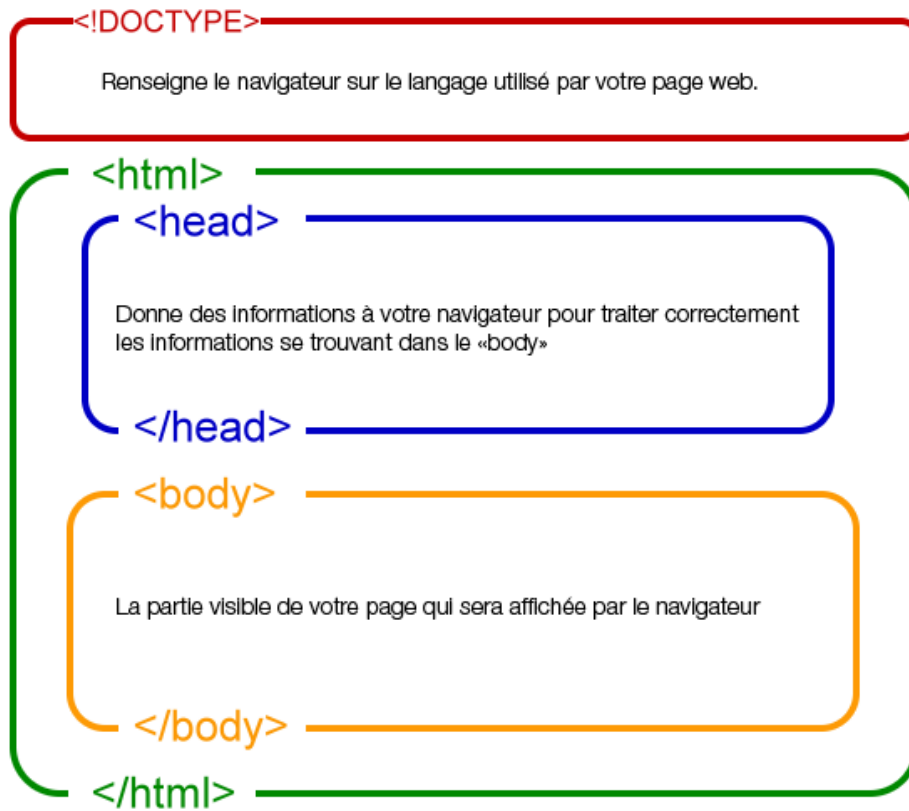 <!DOCTYPE>
Renseigne le navigateur sur le langage utilisé par votre page web.
<html>
<head>
Donne des informations à votre navigateur pour traiter correctement
les informations se trouvant dans le «body»
</head>
<body>
La partie visible de votre page qui sera affichée par le navigateur
</body>
</html>